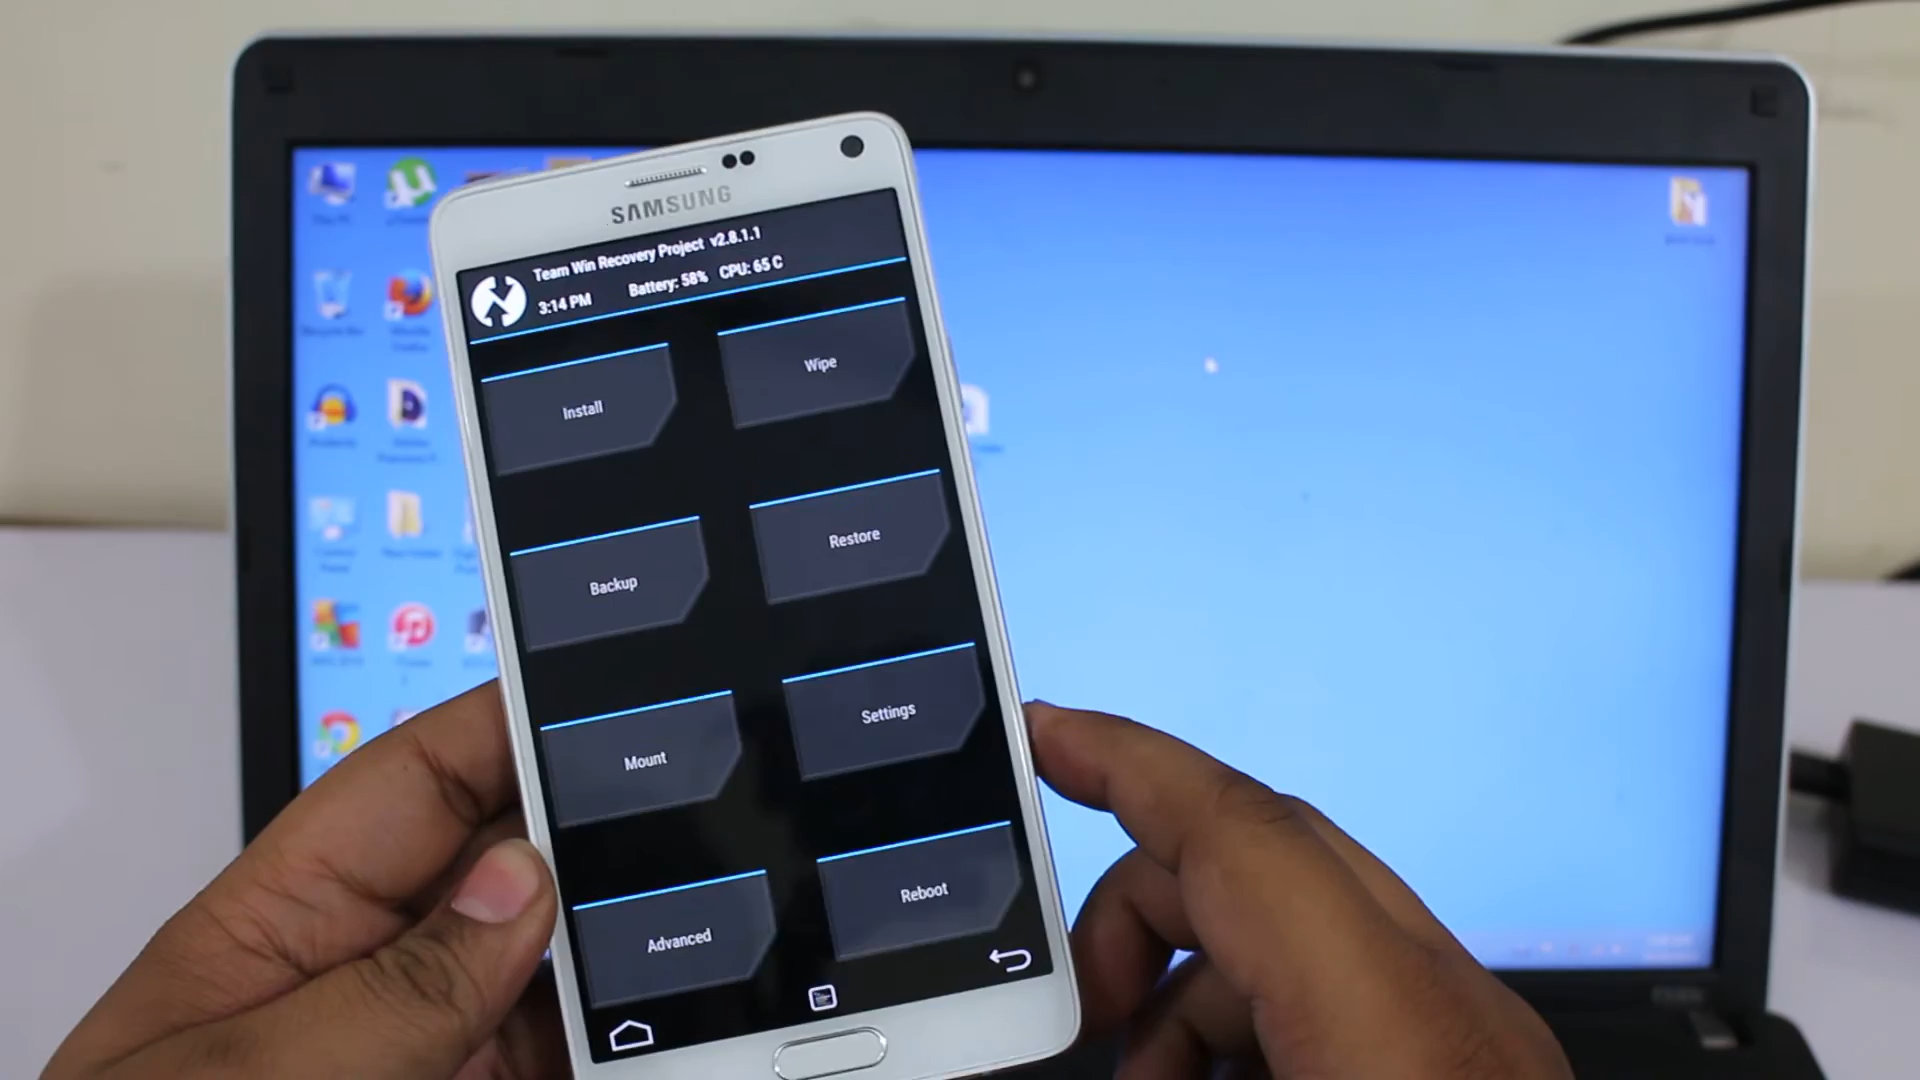 SAMSUNG
Team Win Recovery Project v2.8.1.1
3:14 PM Battery: 58% CPU: 65 C
Install
Wipe
Backup
Restore
Mount
Settings
Advanced
Reboot